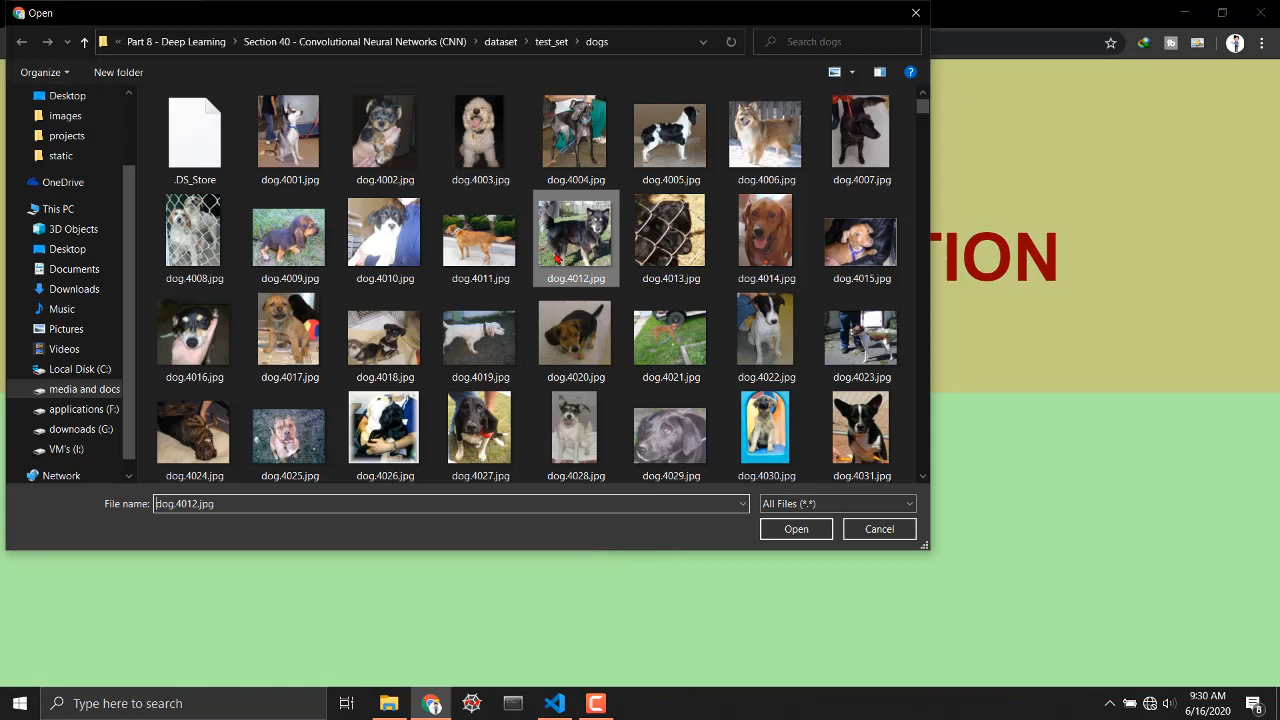 Open
Part 8 - Deep Learning
Section 40 - Convolutional Neural Networks (CNN)
dataset
test_set
dogs
Search dogs
Organize
New folder
Desktop
images
projects
static
OneDrive
This PC
3D Objects
Desktop
Documents
Downloads
Music
Pictures
Videos
Local Disk (C:)
media and docs
applications (F:)
downoads (G:)
VM's (I:)
Network
.DS_Store
dog.4001.jpg
dog.4002.jpg
dog.4003.jpg
dog.4004.jpg
dog.4005.jpg
dog.4006.jpg
dog.4007.jpg
dog.4008.jpg
dog.4009.jpg
dog.4010.jpg
dog.4011.jpg
dog.4012.jpg
dog.4013.jpg
dog.4014.jpg
dog.4015.jpg
dog.4016.jpg
dog.4017.jpg
dog.4018.jpg
dog.4019.jpg
dog.4020.jpg
dog.4021.jpg
dog.4022.jpg
dog.4023.jpg
dog.4024.jpg
dog.4025.jpg
dog.4026.jpg
dog.4027.jpg
dog.4028.jpg
dog.4029.jpg
dog.4030.jpg
dog.4031.jpg
File name:
dog.4012.jpg
All Files (*.*)
Open
Cancel
TION
Type here to search
9:30 AM
6/16/2020
8